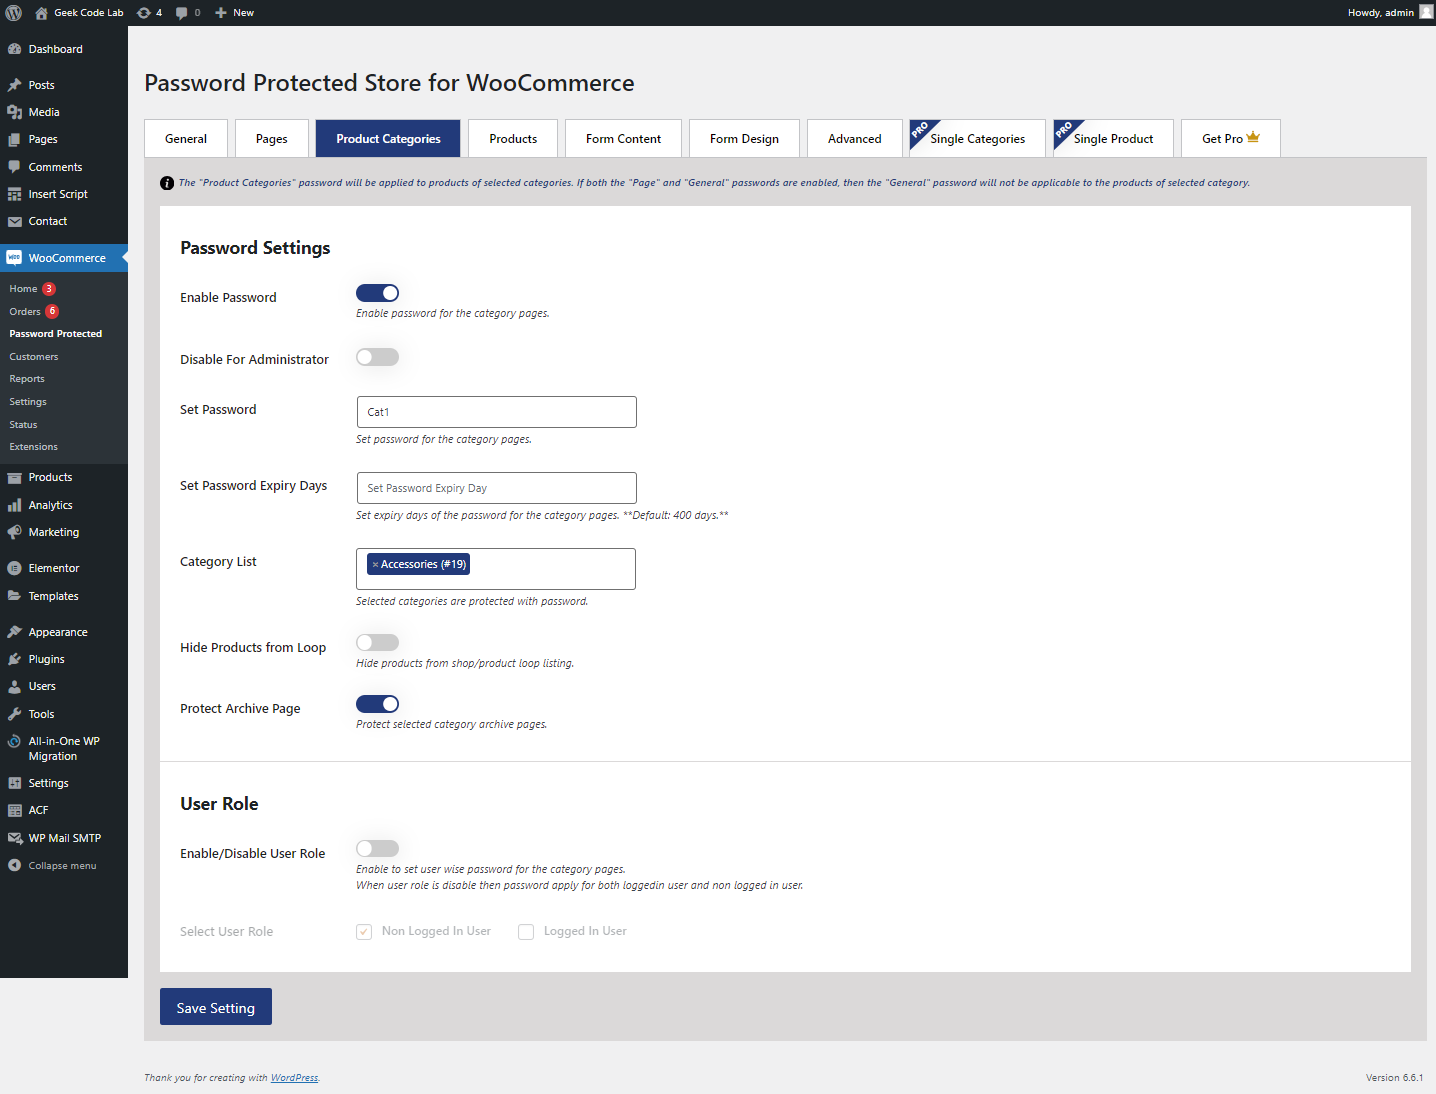 Geek Code Lab 4 0 New Howdy, admin
Dashboard
Posts
Media
Pages
Comments
Insert Script
Contact
WooCommerce
Home 3
Orders 6
Password Protected
Customers
Reports
Settings
Status
Extensions
Products
Analytics
Marketing
Elementor
Templates
Appearance
Plugins
Users
Tools
All-in-One WP
Migration
Settings
ACF
WP Mail SMTP
Collapse menu
Password Protected Store for WooCommerce
General Pages Product Categories Products Form Content Form Design Advanced PRO Single Categories PRO Single Product Get Pro
The "Product Categories" password will be applied to products of selected categories. If both the "Page" and "General" passwords are enabled, then the "General" password will not be applicable to the products of selected category.
Password Settings
Enable Password
Enable password for the category pages.
Disable For Administrator
Set Password Cat1
Set password for the category pages.
Set Password Expiry Days Set Password Expiry Day
Set expiry days of the password for the category pages. **Default: 400 days.**
Category List × Accessories (#19)
Selected categories are protected with password.
Hide Products from Loop
Hide products from shop/product loop listing.
Protect Archive Page
Protect selected category archive pages.
User Role
Enable/Disable User Role
Enable to set user wise password for the category pages.
When user role is disable then password apply for both loggedin user and non logged in user.
Select User Role Non Logged In User Logged In User
Save Setting
Thank you for creating with WordPress. Version 6.6.1